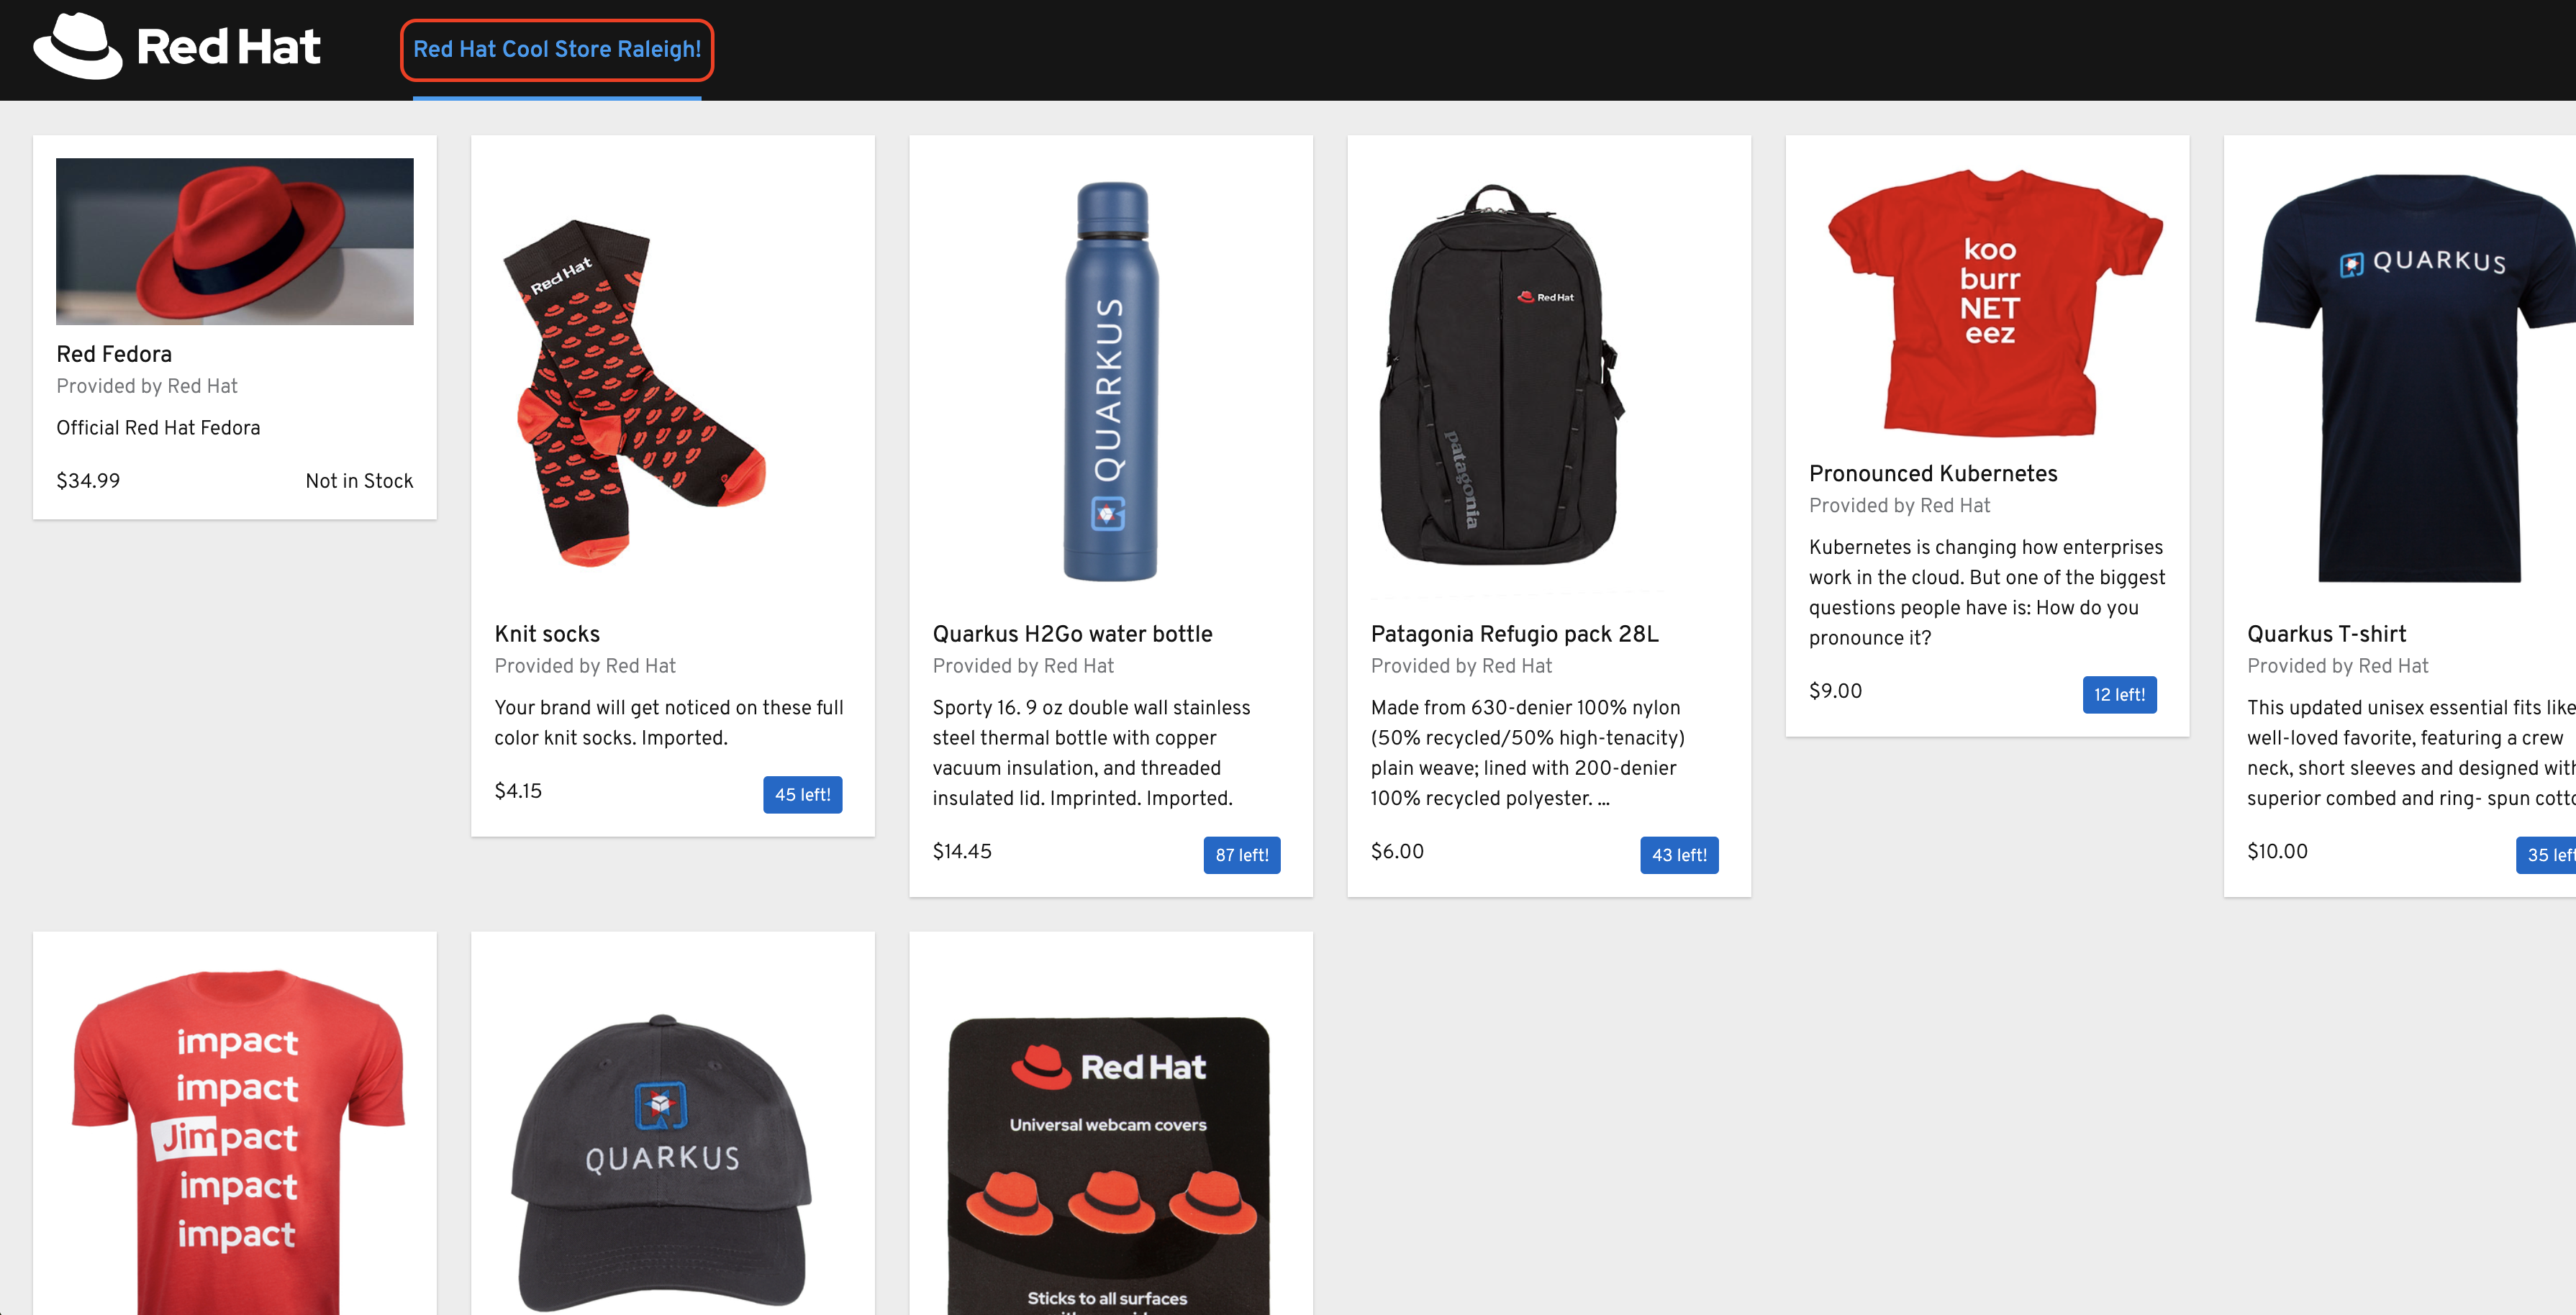 Red Hat
Red Hat Cool Store Raleigh!
Red Fedora
Provided by Red Hat
Official Red Hat Fedora
$34.99 Not in Stock
Red Hat
Knit socks
Provided by Red Hat
Your brand will get noticed on these full
color knit socks. Imported.
$4.15 45 left!
QUARKUS
Quarkus H2Go water bottle
Provided by Red Hat
Sporty 16. 9 oz double wall stainless
steel thermal bottle with copper
vacuum insulation, and threaded
insulated lid. Imprinted. Imported.
$14.45 87 left!
Red Hat
patagonia
Patagonia Refugio pack 28L
Provided by Red Hat
Made from 630-denier 100% nylon
(50% recycled/50% high-tenacity)
plain weave; lined with 200-denier
100% recycled polyester. ...
$6.00 43 left!
koo
burr
NET
eez
Pronounced Kubernetes
Provided by Red Hat
Kubernetes is changing how enterprises
work in the cloud. But one of the biggest
questions people have is: How do you
pronounce it?
$9.00 12 left!
QUARKUS
Quarkus T-shirt
Provided by Red Hat
This updated unisex essential fits like
well-loved favorite, featuring a crew
neck, short sleeves and designed
superior combed and ring- spun
$10.00 35
impact
impact
Jimpact
impact
impact
QUARKUS
Red Hat
Universal webcam covers
Sticks to all surfaces